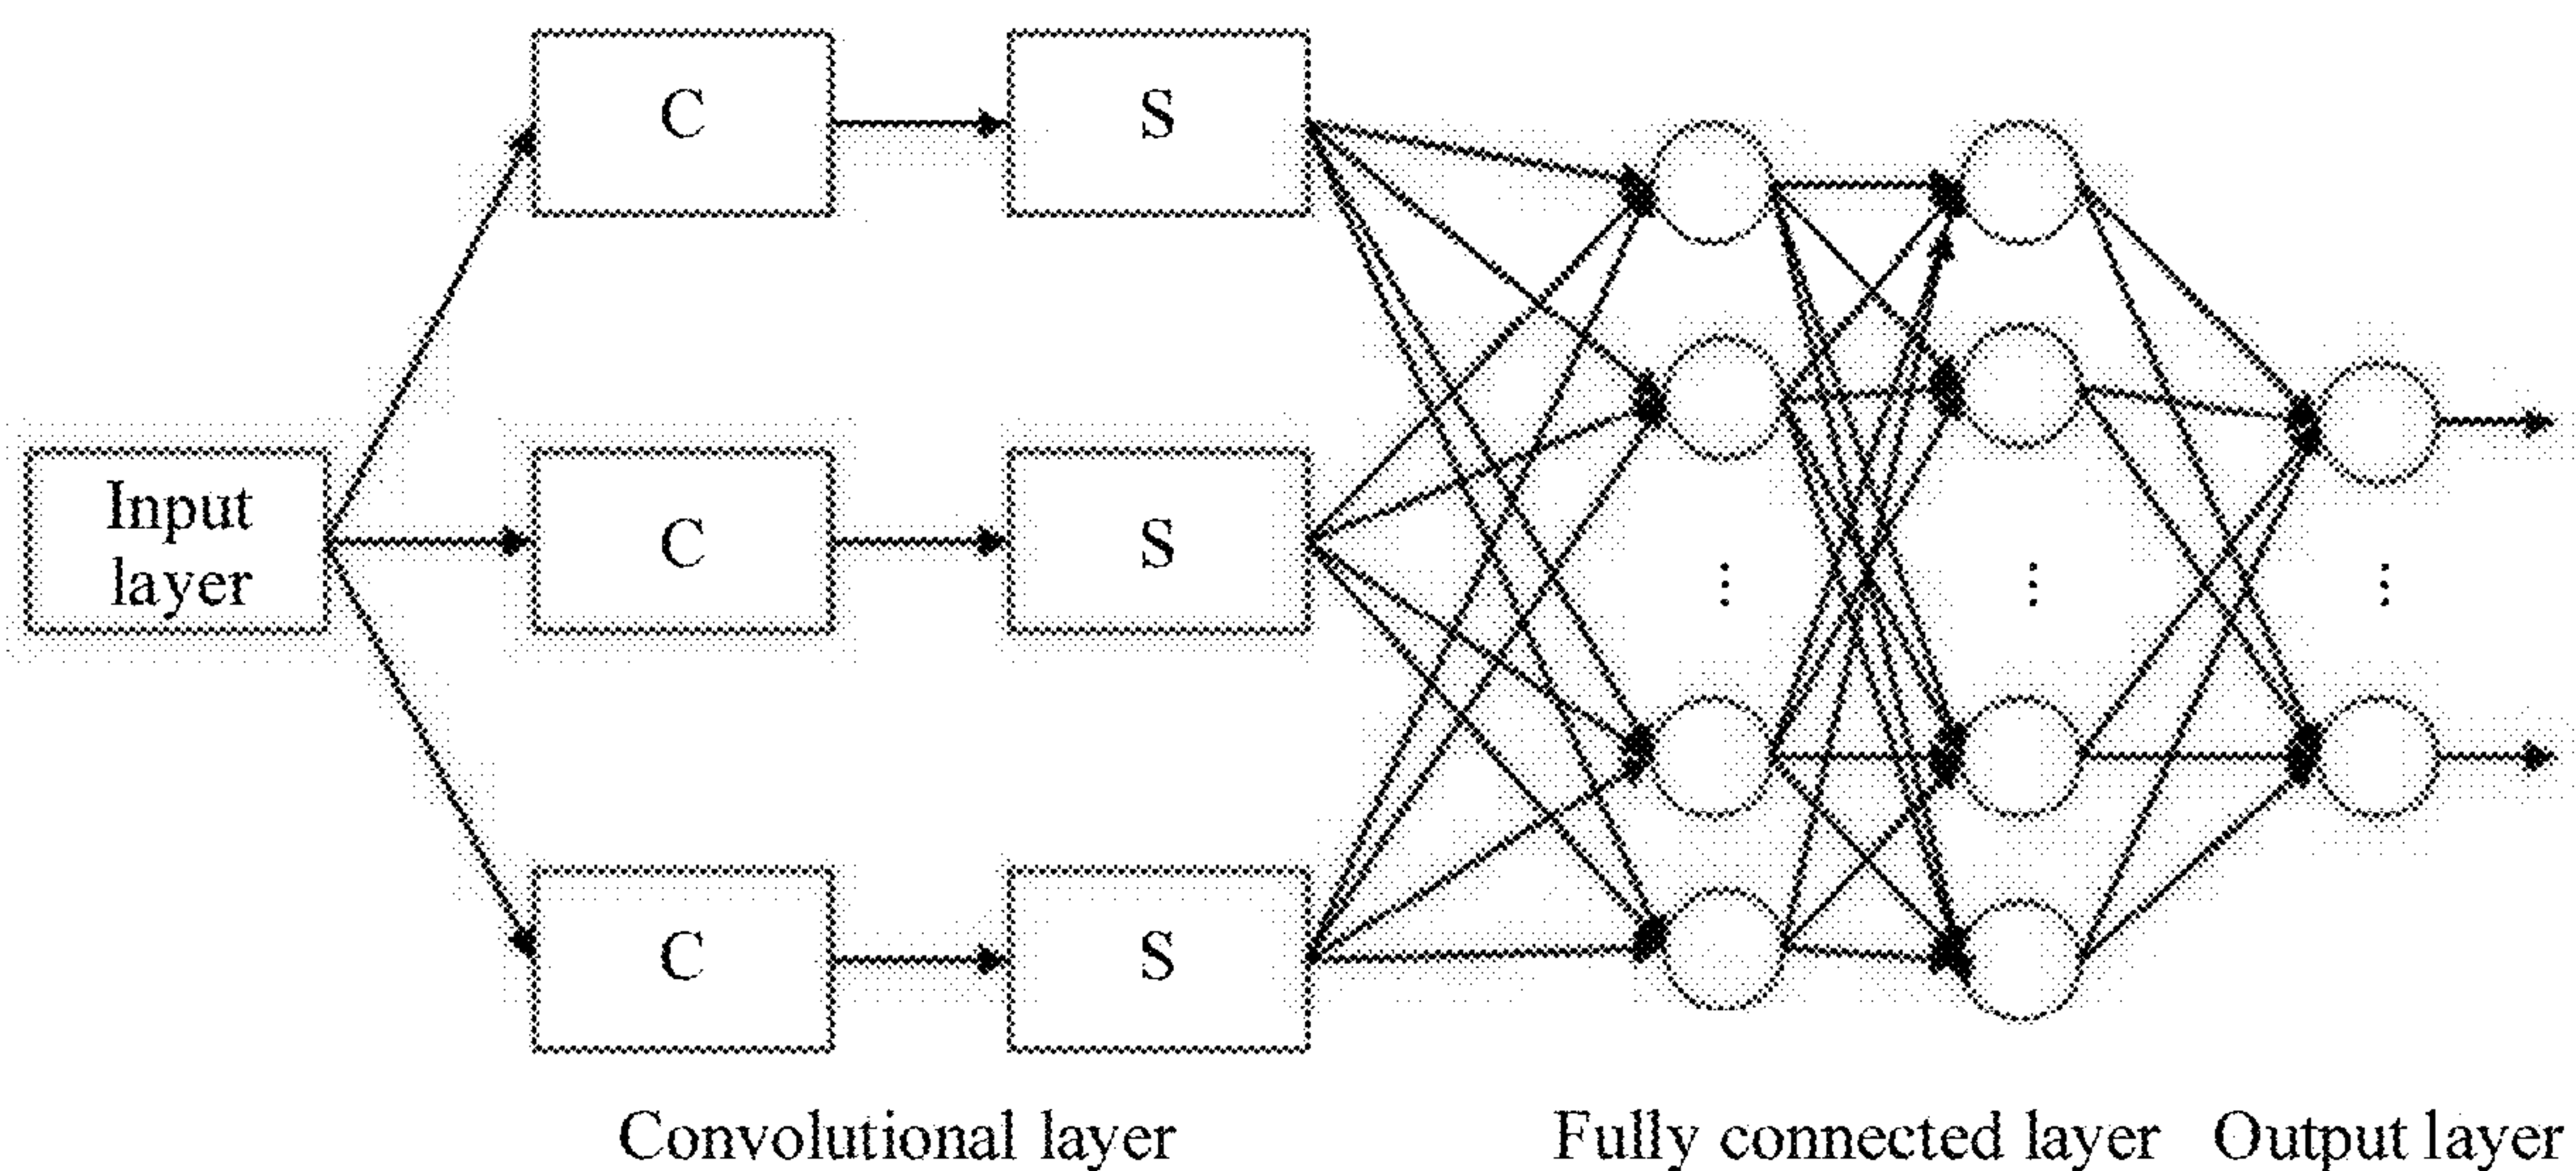 C
S
Input
layer
C
S
⋮
⋮
⋮
C
S
Convolutional layer
Fully connected layer
Output layer